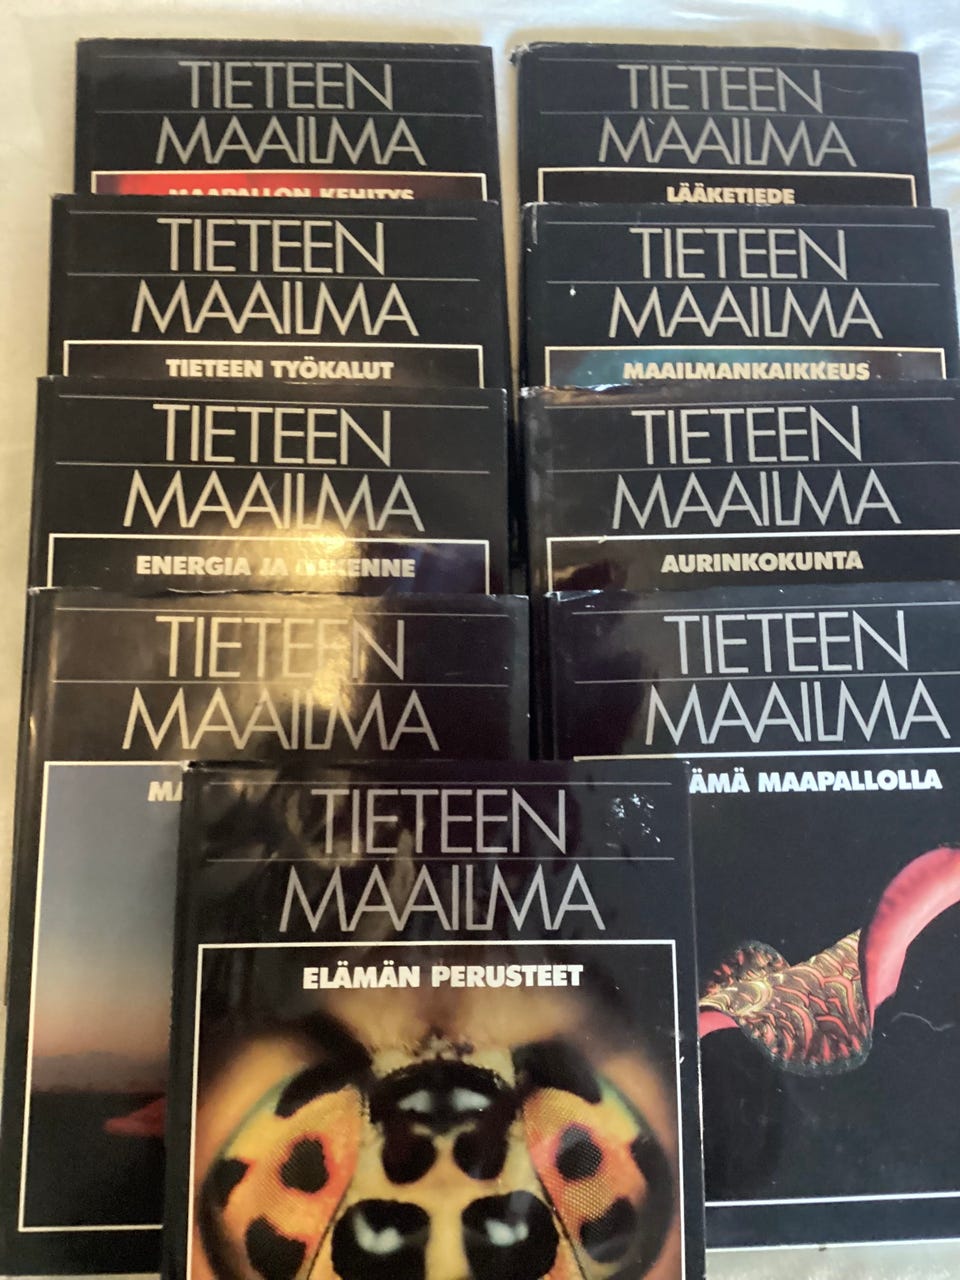 TIETEEN
MAAILMA
MAAPALLON KEHITYS
TIETEEN
MAAILMA
LÄÄKETIEDE
TIETEEN
MAAILMA
TIETEEN TYÖKALUT
TIETEEN
MAAILMA
MAAILMANKAIKKEUS
TIETEEN
MAAILMA
ENERGIA JA
TIETEEN
MAAILMA
AURINKOKUNTA
TIETEEN
MAAILMA
TIETEEN
MAAILMA
ÄMÄ MAAPALLOLLA
TIETEEN
MAAILMA
ELÄMÄN PERUSTEET